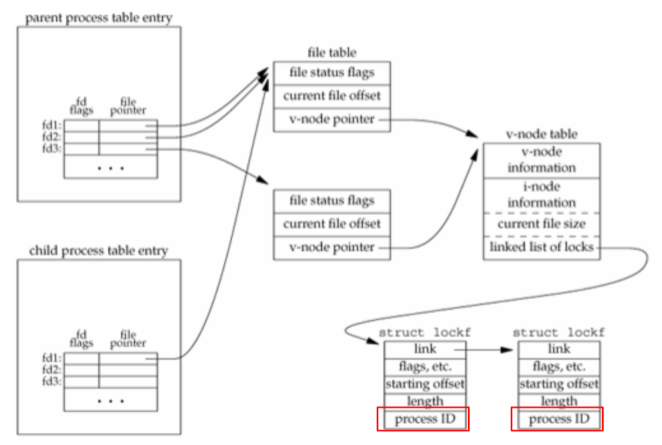 parent process table entry
fd
flags
file
pointer
fd1:
fd2:
fd3:
• • •
file table
file status flags
current file offset
v-node pointer
file status flags
current file offset
v-node pointer
v-node table
v-node
information
i-node
information
current file size
linked list of locks
child process table entry
fd
flags
file
pointer
fd1:
fd2:
fd3:
• • •
struct lockf
link
flags, etc.
starting offset
length
process ID
struct lockf
link
flags, etc.
starting offset
length
process ID